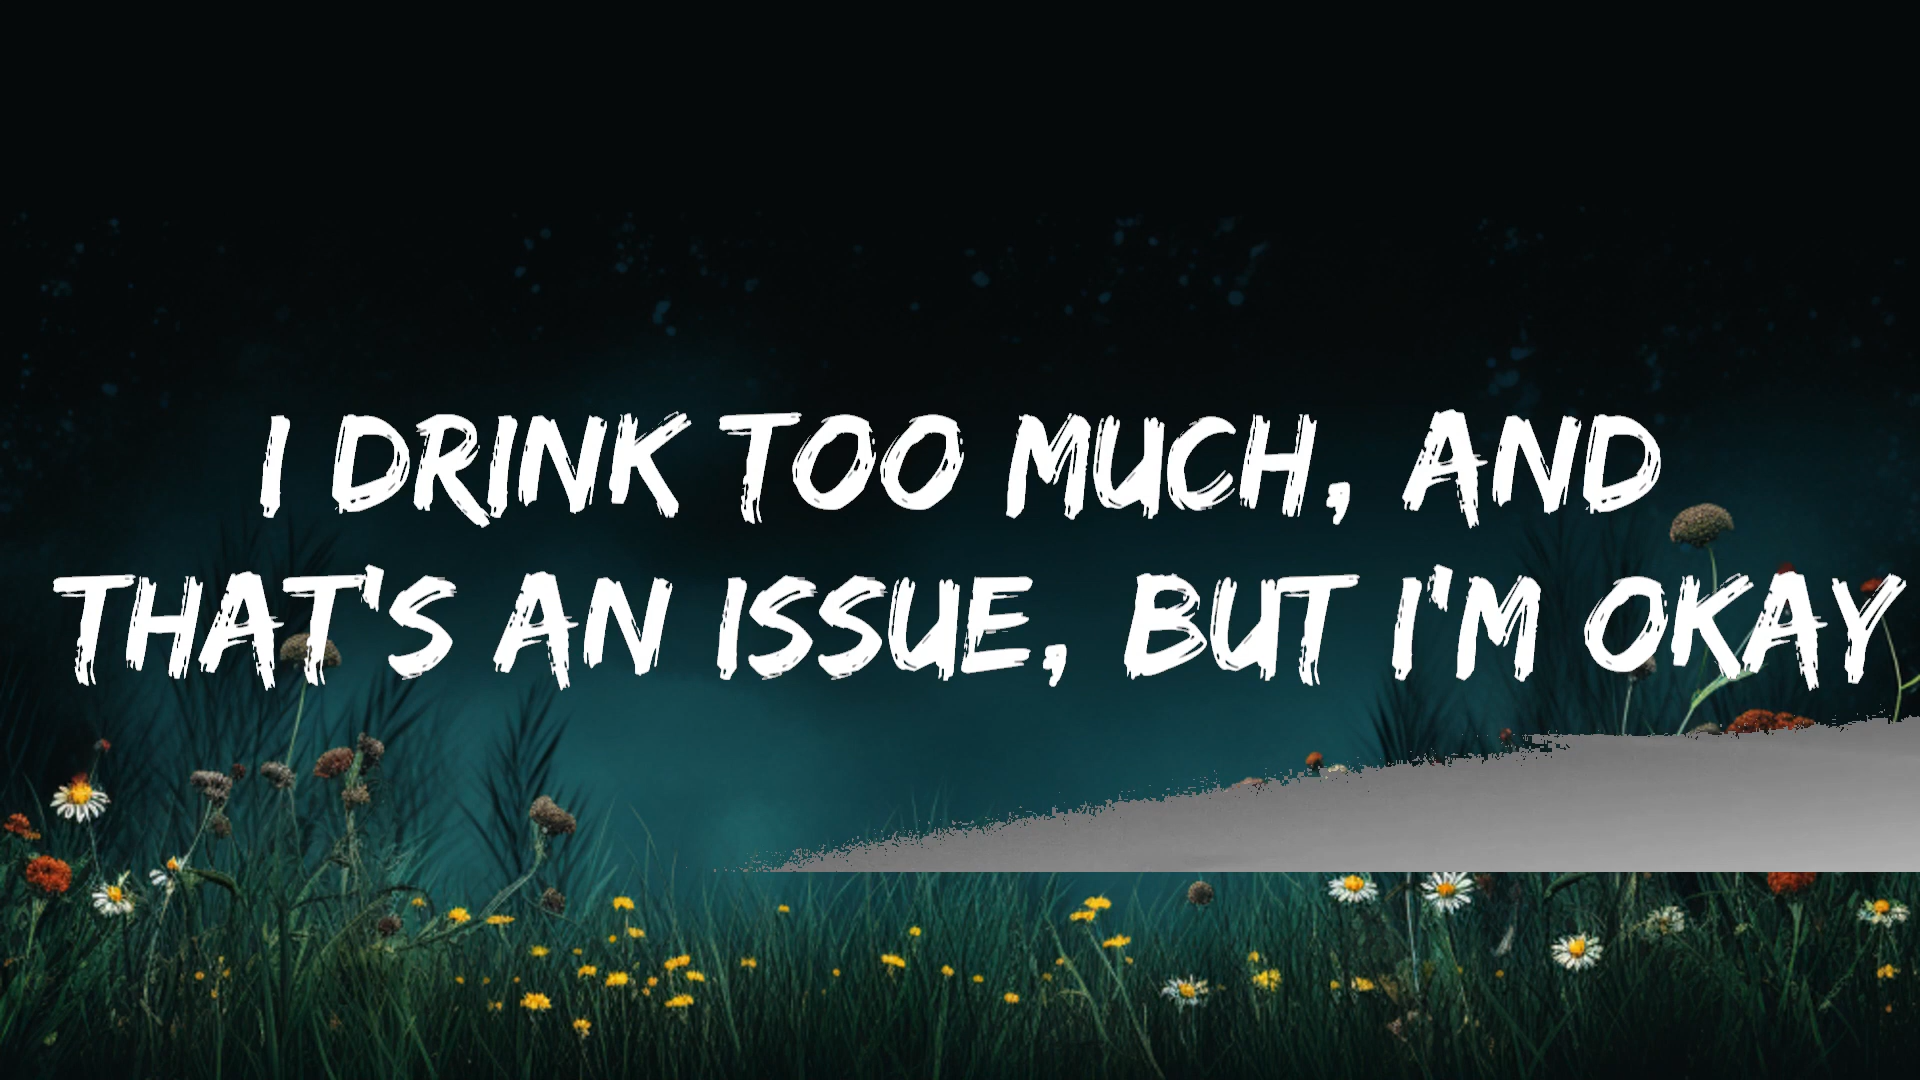 I DRINK TOO MUCH, AND
THAT'S AN ISSUE, BUT I'M OKAY